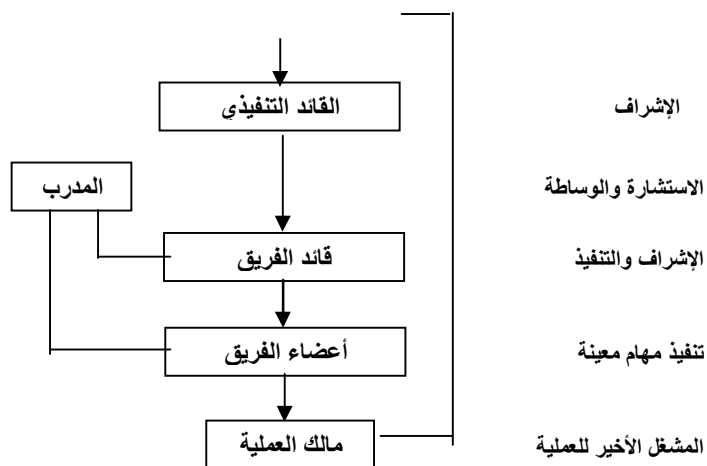 القائد التنفيذي
الإشراف
المدرب
الاستشارة والوساطة
قائد الفريق
الإشراف والتنفيذ
أعضاء الفريق
تنفيذ مهام معينة
مالك العملية
المشغل الأخير للعملية